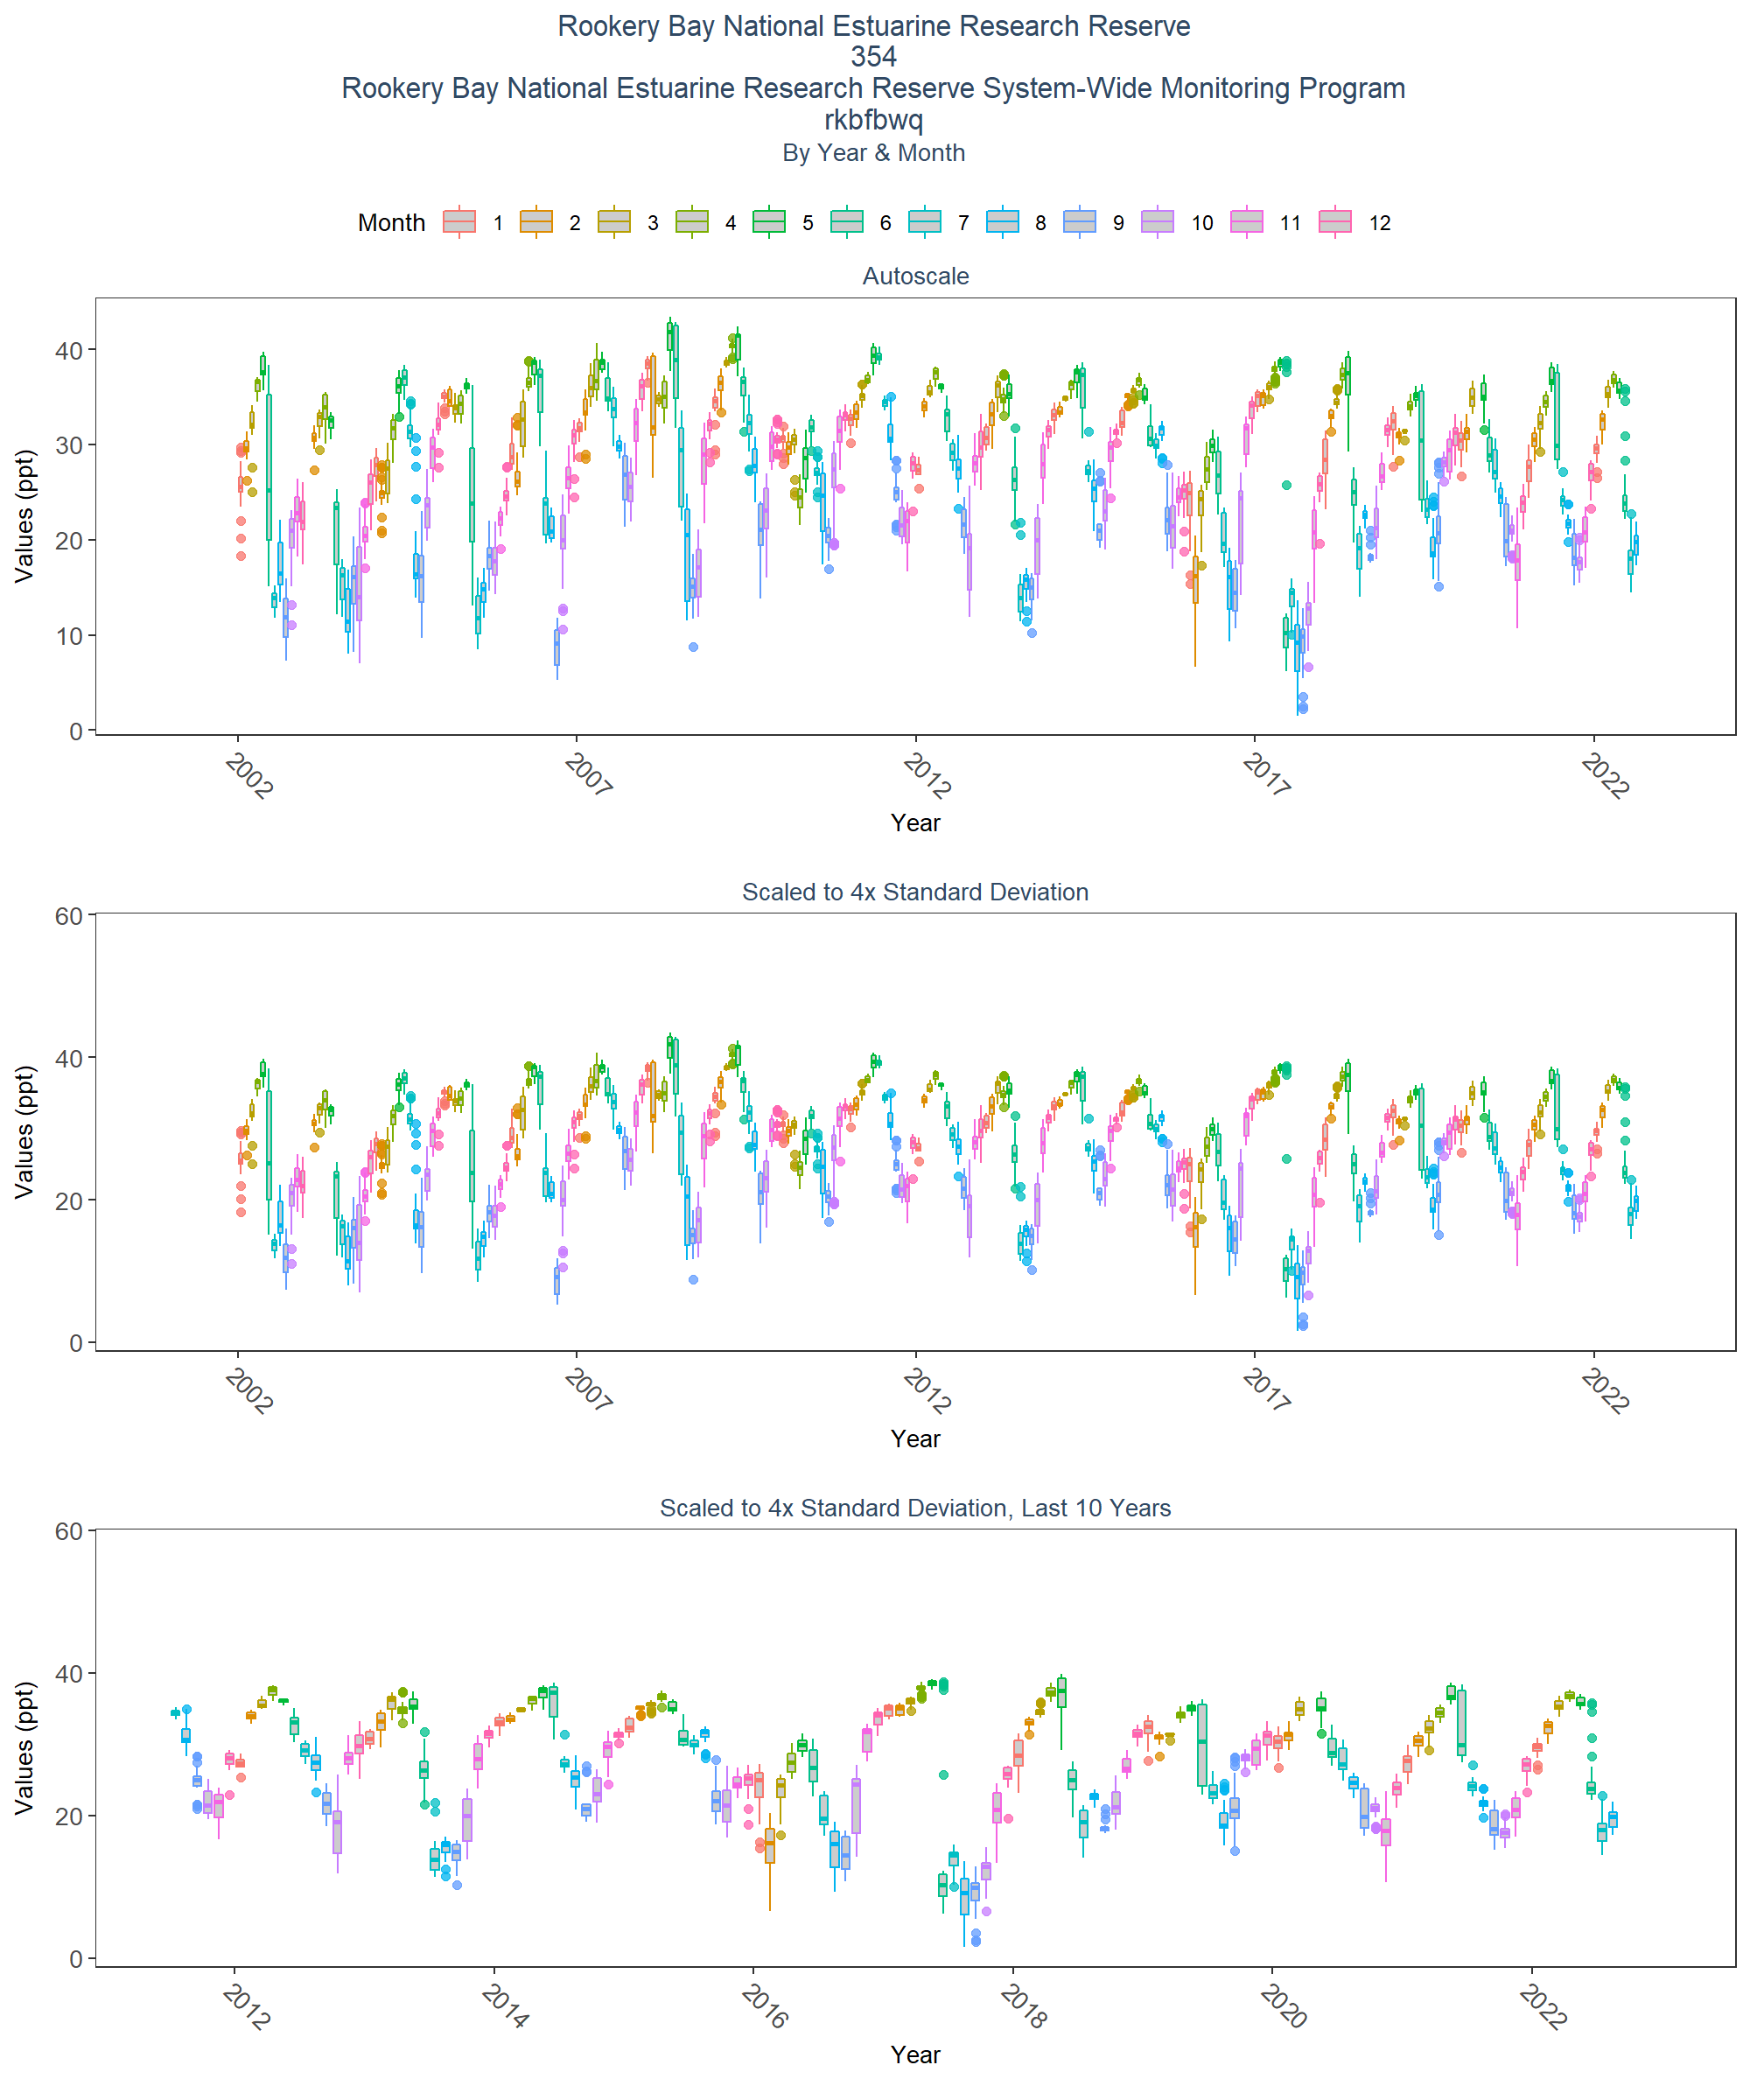 Rookery Bay National Estuarine Research Reserve
354
Rookery Bay National Estuarine Research Reserve System-Wide Monitoring Program
rkbfbwq
By Year & Month
Month 1 2 3 4 5 6 7 8 9 10 11 12
Autoscale
Values (ppt)
40
30
20
10
0
2002 2007 2012 2017 2022
Year
Scaled to 4x Standard Deviation
Values (ppt)
60
40
20
0
2002 2007 2012 2017 2022
Year
Scaled to 4x Standard Deviation, Last 10 Years
Values (ppt)
60
40
20
0
2012 2014 2016 2018 2020 2022
Year